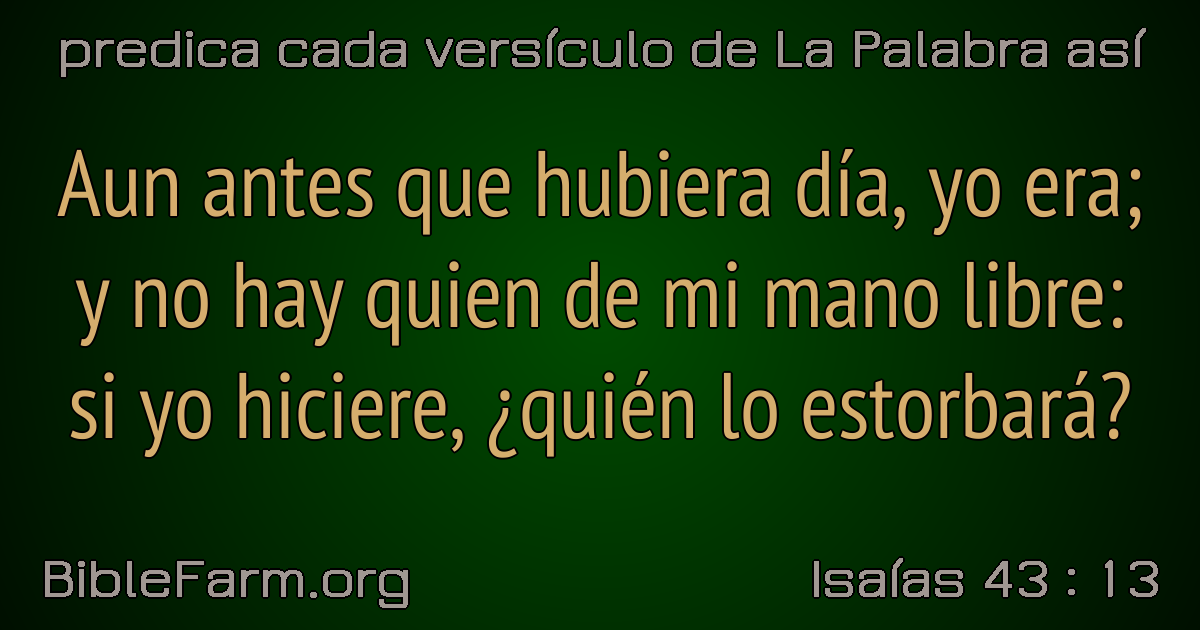 predica cada versículo de La Palabra así
Aun antes que hubiera día, yo era;
y no hay quien de mi mano libre:
si yo hiciere, ¿quién lo estorbará?
BibleFarm.org
Isaías 43 : 13